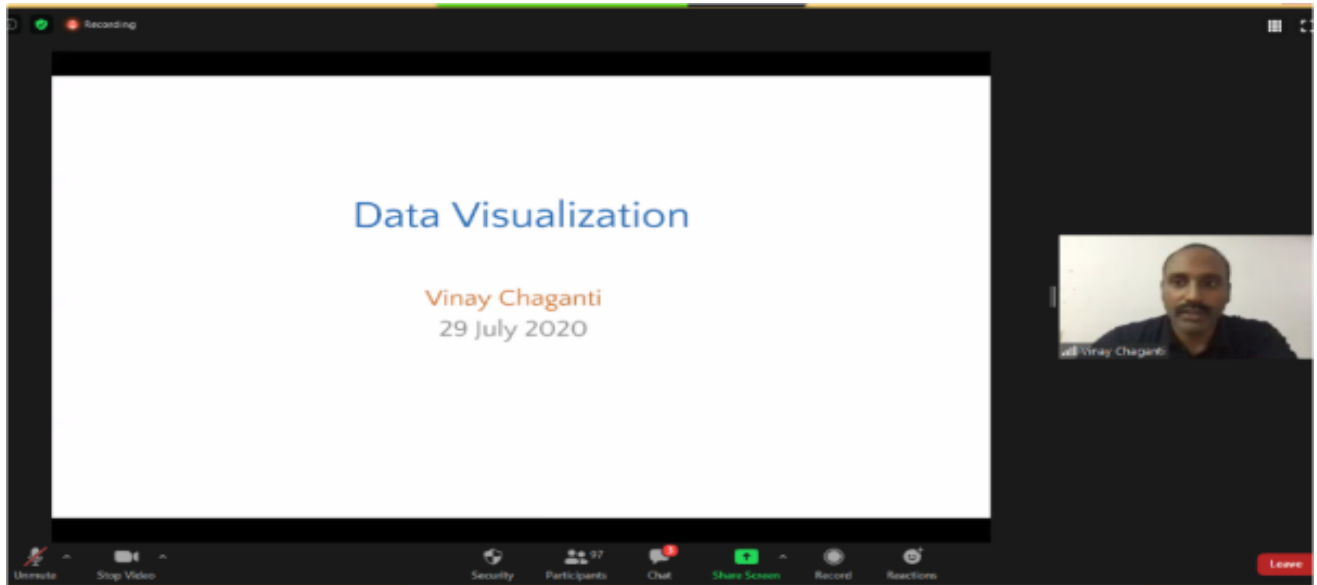 Recording
Data Visualization
Vinay Chaganti
29 July 2020
Vinay Chaganti
Unmute
Stop Video
Security
97
Participants
3
Chat
Share Screen
Record
Reactions
Leave